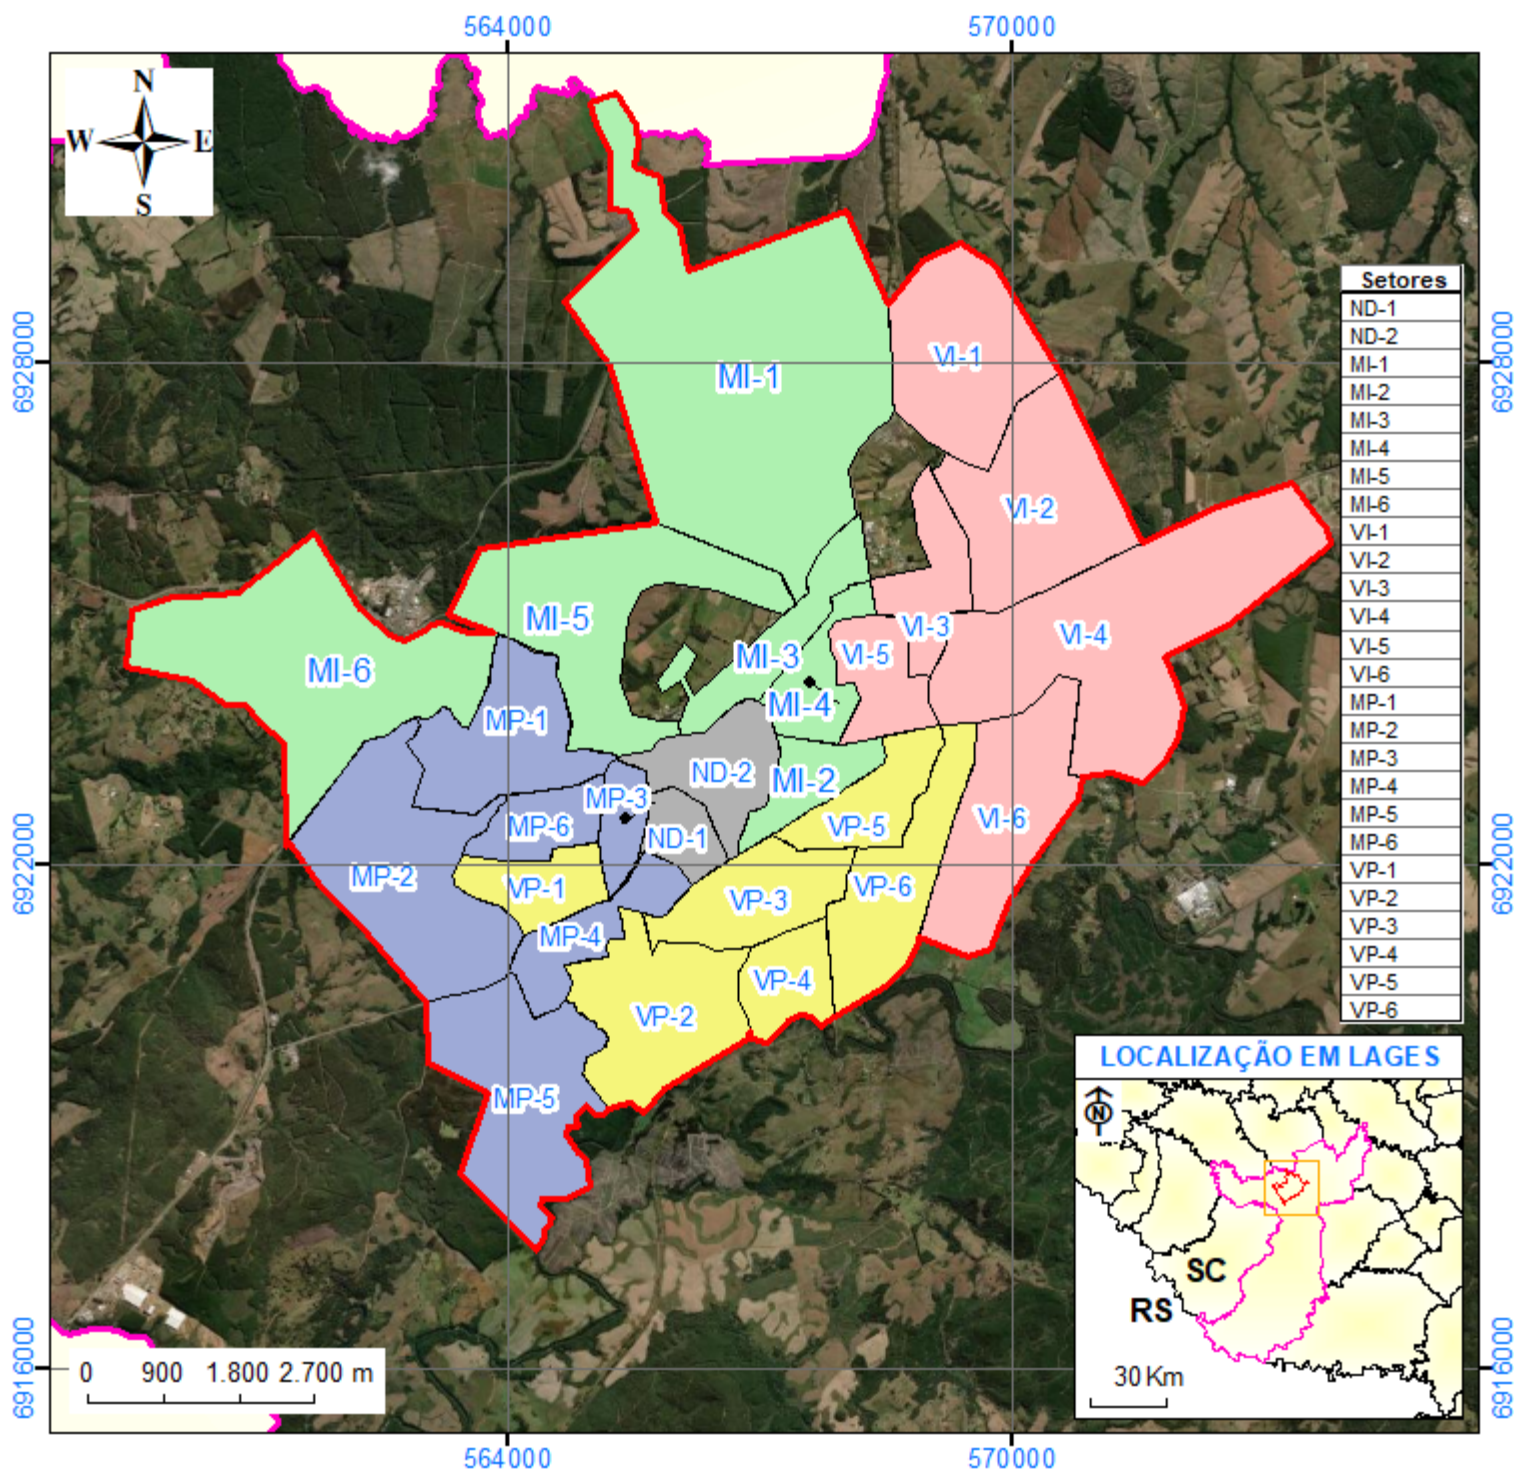 564000
570000
N
W
E
S
Setores
ND-1
ND-2
MI-1
MI-2
MI-3
MI-4
MI-5
MI-6
VI-1
VI-2
VI-3
VI-4
VI-5
VI-6
MP-1
MP-2
MP-3
MP-4
MP-5
MP-6
VP-1
VP-2
VP-3
VP-4
VP-5
VP-6
6928000
6928000
VI-1
MI-1
VI-2
MI-5
VI-3
VI-4
MI-3
VI-5
MI-6
MI-4
MP-1
ND-2
MI-2
MP-3
VI-6
MP-6
VP-5
ND-1
6922000
6922000
MP-2
VP-1
VP-6
VP-3
MP-4
VP-4
VP-2
MP-5
LOCALIZAÇÃO EM LAGES
N
SC
RS
30 Km
6916000
6916000
0 900 1.800 2.700 m
564000
570000